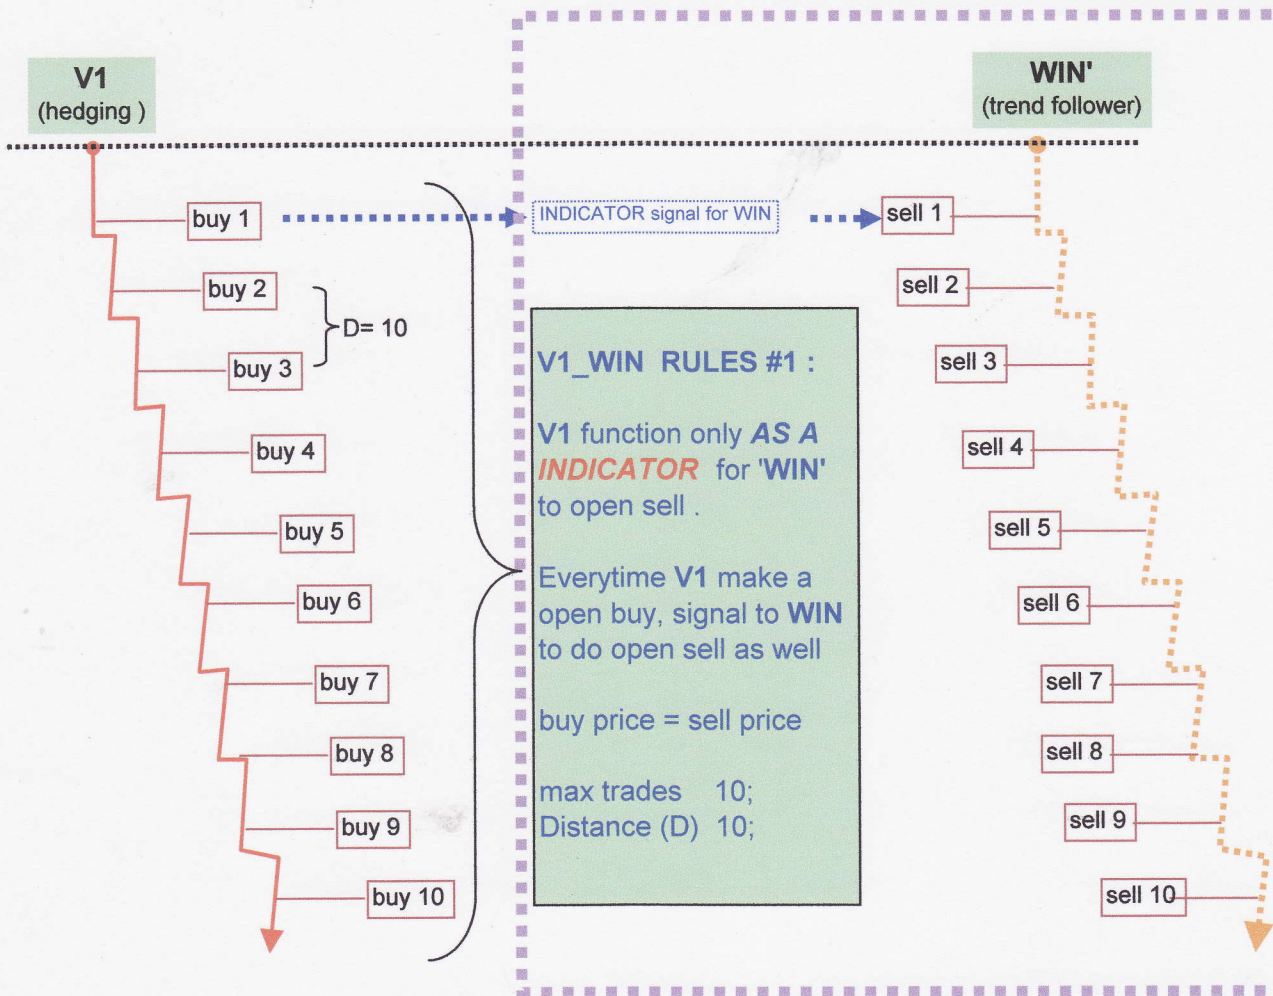 V1
(hedging )
WIN'
(trend follower)
buy 1
INDICATOR signal for WIN
sell 1
buy 2
sell 2
D= 10
buy 3
sell 3
buy 4
sell 4
buy 5
sell 5
buy 6
sell 6
buy 7
sell 7
buy 8
sell 8
buy 9
sell 9
buy 10
sell 10
V1_WIN RULES #1 :
V1 function only AS A
INDICATOR for 'WIN'
to open sell .
Everytime V1 make a
open buy, signal to WIN
to do open sell as well
buy price = sell price
max trades 10;
Distance (D) 10;